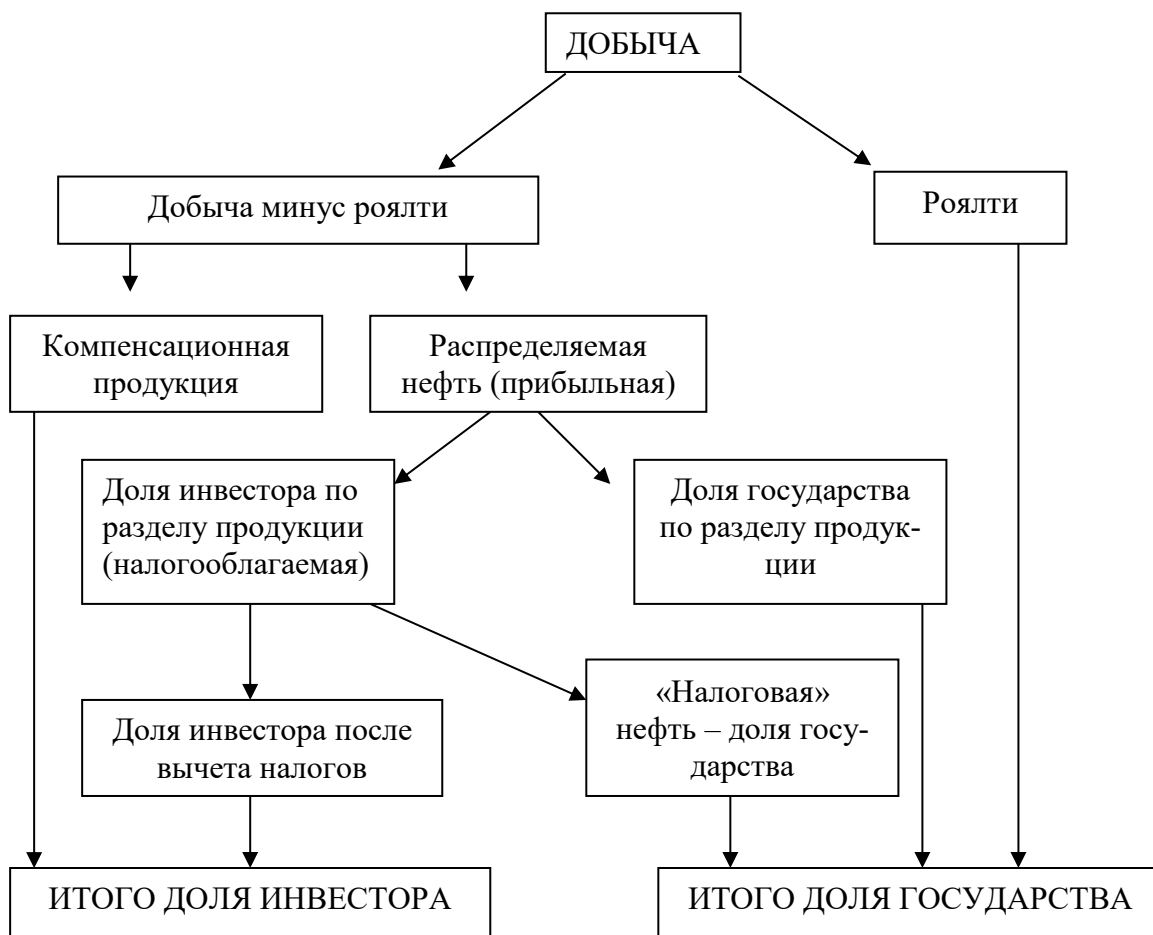 ДОБЫЧА
Добыча минус роялти
Роялти
Компенсационная
продукция
Распределяемая
нефть (прибыльная)
Доля инвестора по
разделу продукции
(налогооблагаемая)
Доля государства
по разделу продук-
ции
Доля инвестора после
вычета налогов
«Налоговая»
нефть – доля госу-
дарства
ИТОГО ДОЛЯ ИНВЕСТОРА
ИТОГО ДОЛЯ ГОСУДАРСТВА